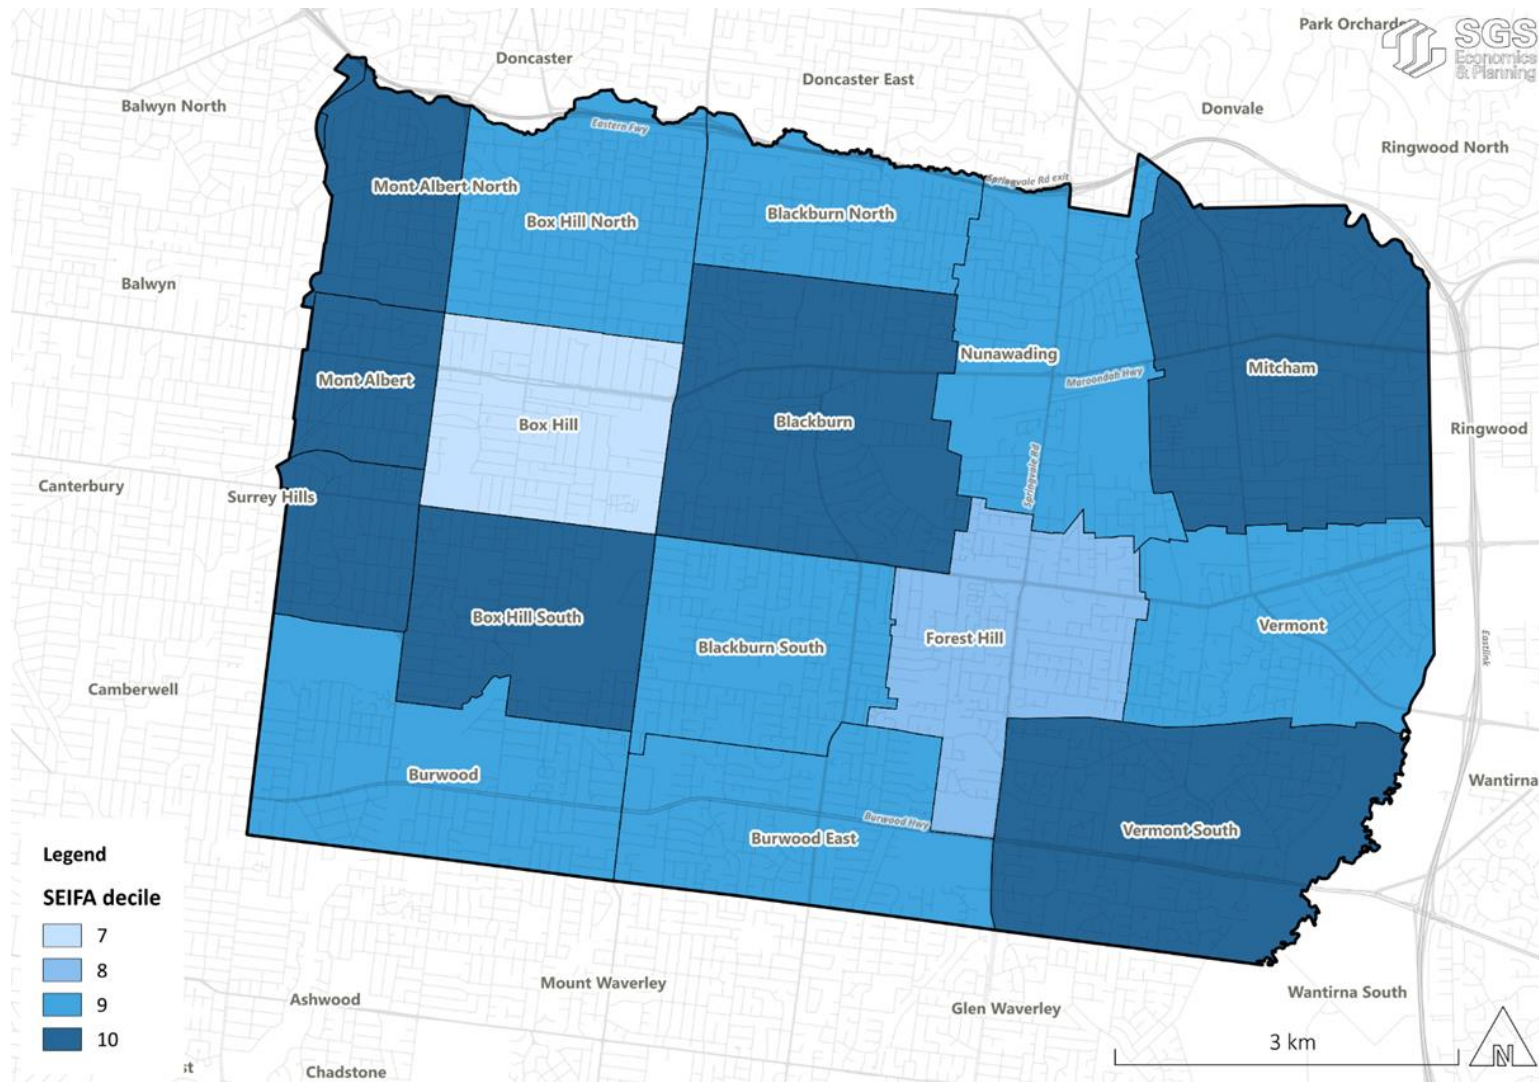 Park Orchards
SGS
Economics
& Planning
Doncaster
Doncaster East
Balwyn North
Donvale
Eastern Fwy
Ringwood North
Springvale Rd exit
Mont Albert North
Box Hill North
Blackburn North
Balwyn
Nunawading
Mont Albert
Maroondah Hwy
Mitcham
Box Hill
Blackburn
Ringwood
Springvale Rd
Canterbury
Surrey Hills
Box Hill South
Blackburn South
Forest Hill
Vermont
Eastlink
Camberwell
Burwood
Wantirna
Burwood Hwy
Burwood East
Vermont South
Legend
SEIFA decile
7
8
9
10
Mount Waverley
Ashwood
Glen Waverley
Wantirna South
3 km
N
st
Chadstone